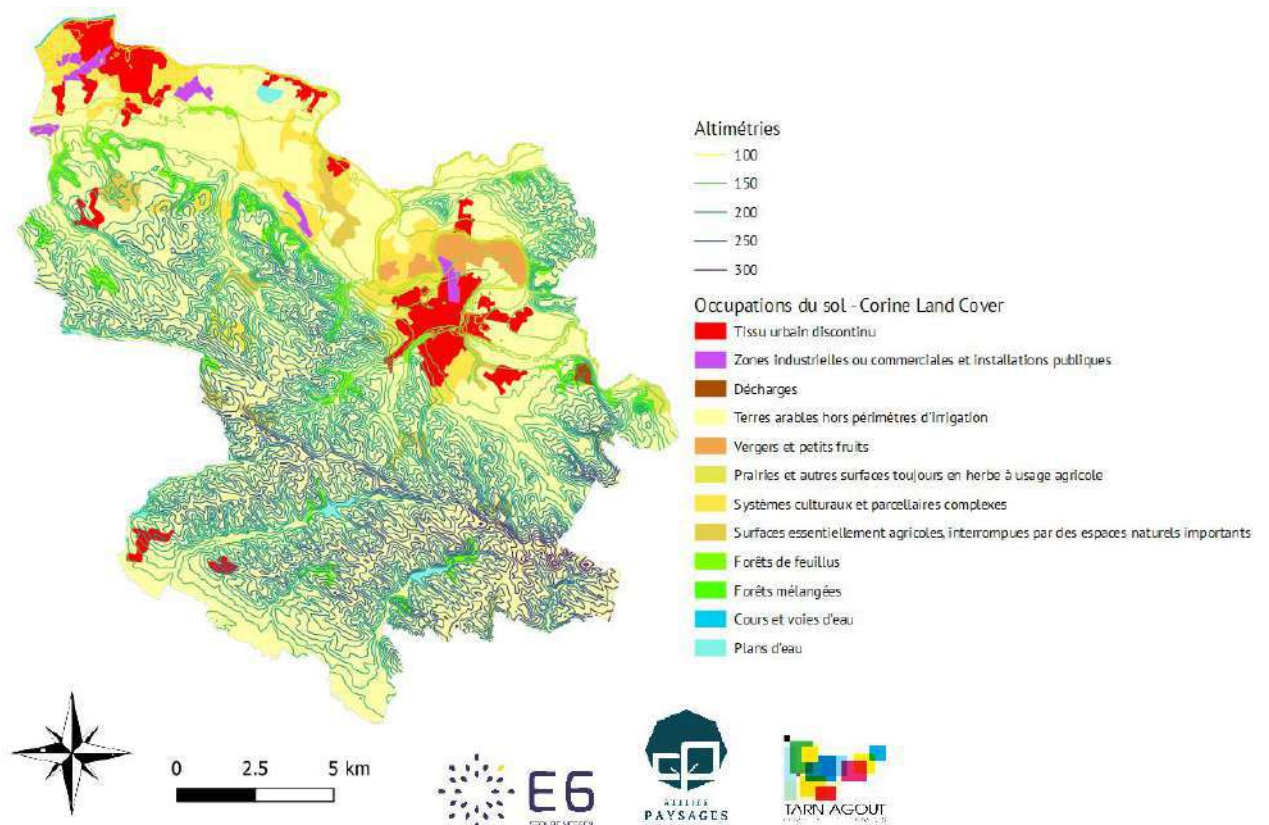 Altimétries
100
150
200
250
300
Occupations du sol - Corine Land Cover
Tissu urbain discontinu
Zones industrielles ou commerciales et installations publiques
Décharges
Terres arables hors périmètres d'irrigation
Vergers et petits fruits
Prairies et autres surfaces toujours en herbe à usage agricole
Systèmes culturaux et parcellaires complexes
Surfaces essentiellement agricoles, interrompues par des espaces naturels importants
Forêts de feuillus
Forêts mélangées
Cours et voies d'eau
Plans d'eau
0 2.5 5 km
E6
ATELIER
PAYSAGES
TARN AGOUT